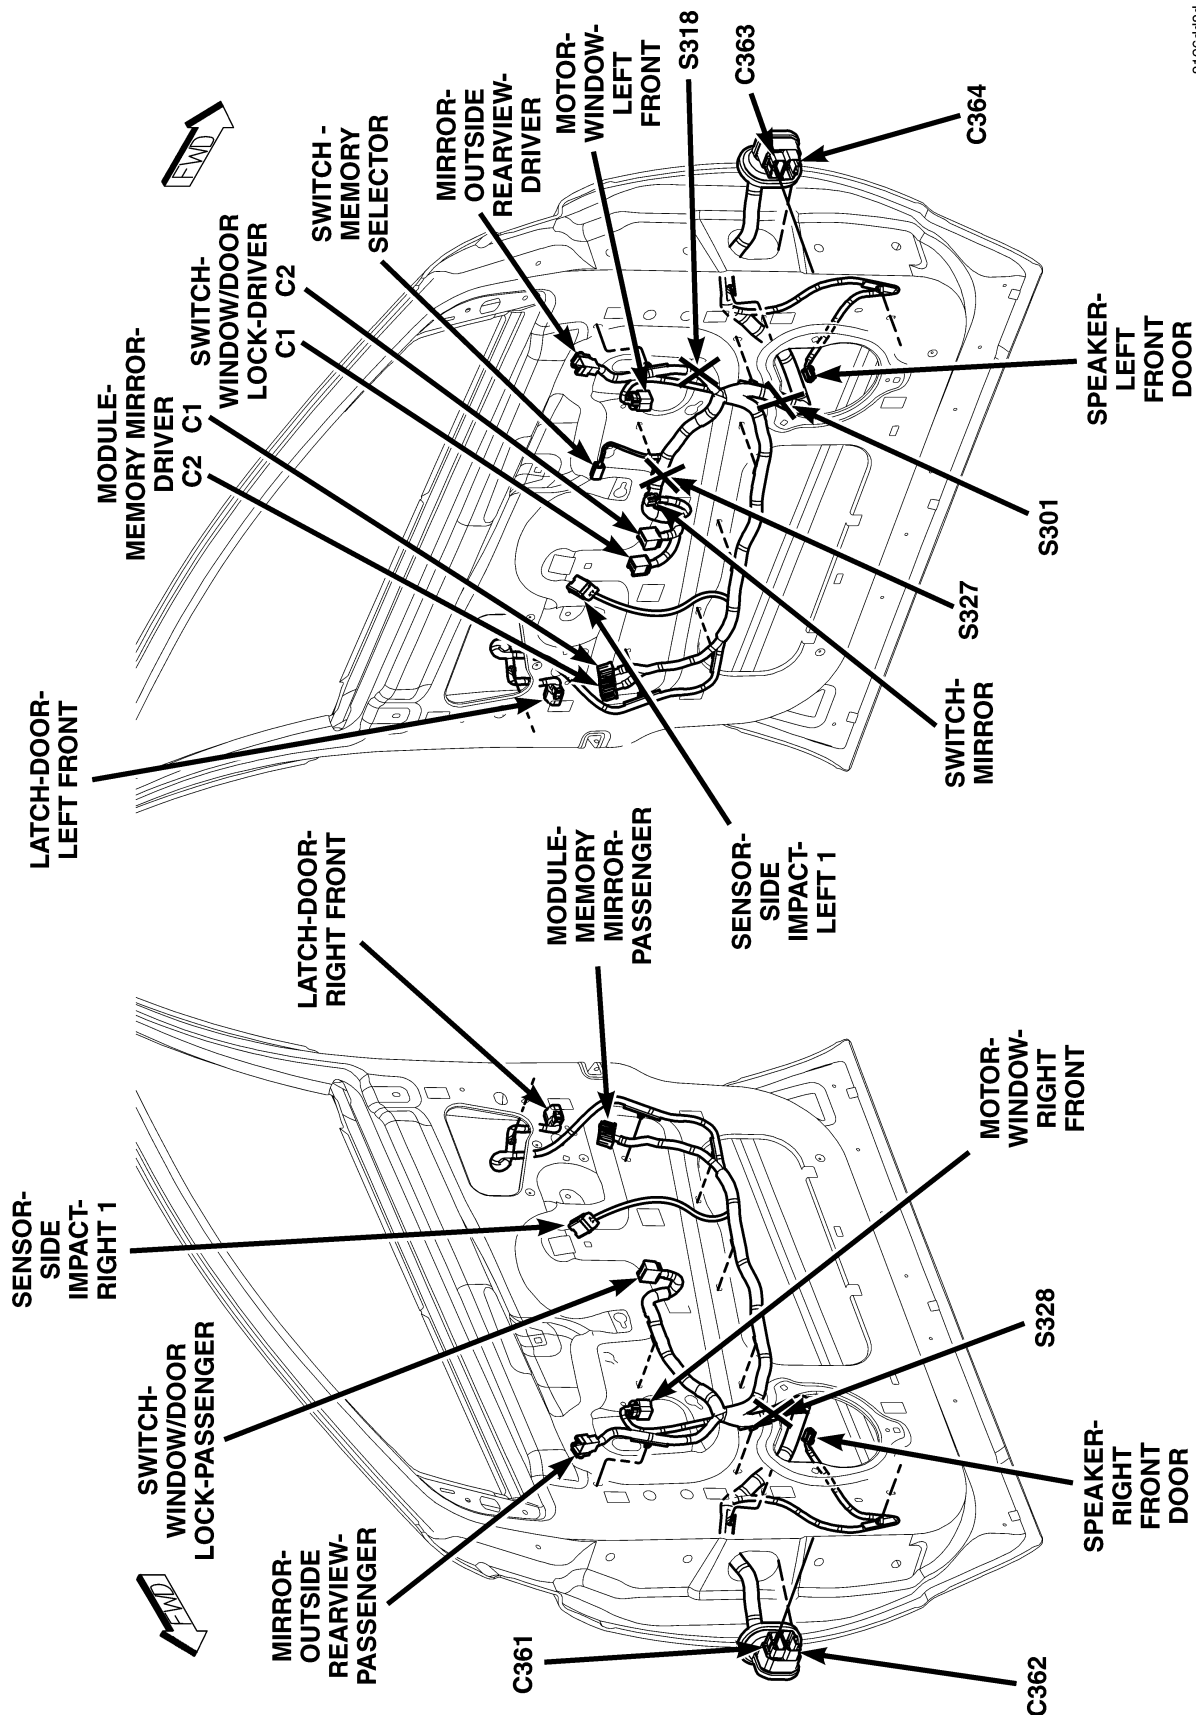 LATCH-DOOR-
LEFT FRONT
MODULE-
MEMORY MIRROR-
DRIVER
C2
C1
SWITCH-
WINDOW/DOOR
LOCK-DRIVER
C1
C2
SWITCH -
MEMORY
SELECTOR
MIRROR-
OUTSIDE
REARVIEW-
DRIVER
MOTOR-
WINDOW-
LEFT
FRONT
S318
C363
C364
FWD
SPEAKER-
LEFT
FRONT
DOOR
S301
S327
SWITCH-
MIRROR
SENSOR-
SIDE
IMPACT-
LEFT 1
FWD
MIRROR-
OUTSIDE
REARVIEW-
PASSENGER
SWITCH-
WINDOW/DOOR
LOCK-PASSENGER
SENSOR-
SIDE
IMPACT-
RIGHT 1
LATCH-DOOR-
RIGHT FRONT
MODULE-
MEMORY
MIRROR-
PASSENGER
C361
C362
SPEAKER-
RIGHT
FRONT
DOOR
S328
MOTOR-
WINDOW-
RIGHT
FRONT